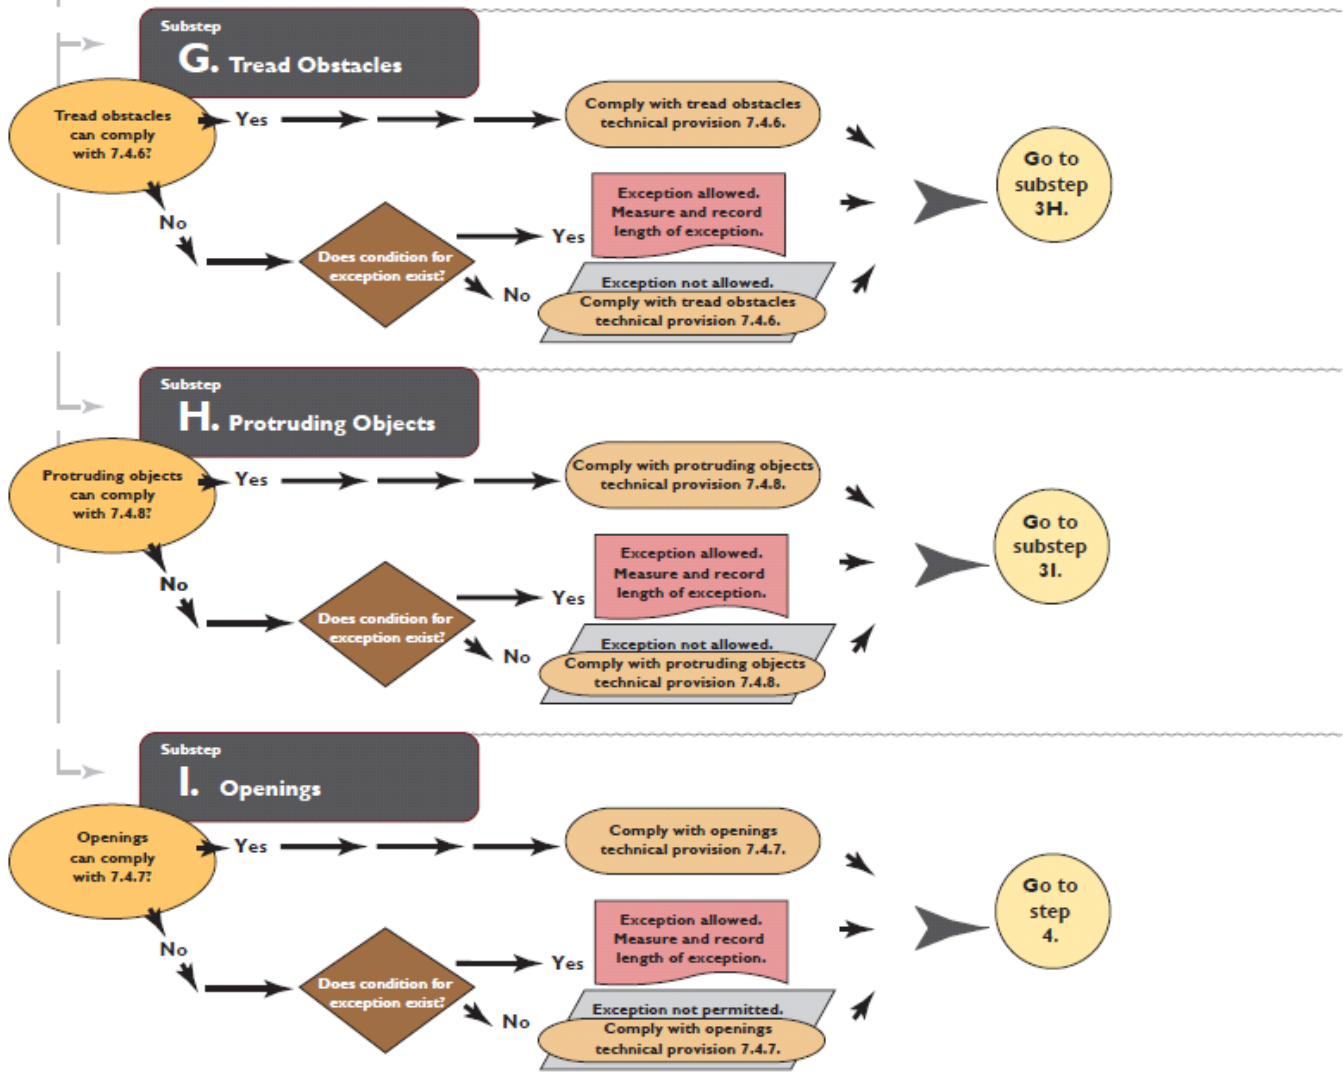 Substep
G. Tread Obstacles
Tread obstacles
can comply
with 7.4.6?
Yes
Comply with tread obstacles
technical provision 7.4.6.
No
Does condition for
exception exist?
Yes
Exception allowed.
Measure and record
length of exception.
No
Exception not allowed.
Comply with tread obstacles
technical provision 7.4.6.
Go to
substep
3H.
Substep
H. Protruding Objects
Protruding objects
can comply
with 7.4.8?
Yes
Comply with protruding objects
technical provision 7.4.8.
No
Does condition for
exception exist?
Yes
Exception allowed.
Measure and record
length of exception.
No
Exception not allowed.
Comply with protruding objects
technical provision 7.4.8.
Go to
substep
3I.
Substep
I. Openings
Openings
can comply
with 7.4.7?
Yes
Comply with openings
technical provision 7.4.7.
No
Does condition for
exception exist?
Yes
Exception allowed.
Measure and record
length of exception.
No
Exception not permitted.
Comply with openings
technical provision 7.4.7.
Go to
step
4.